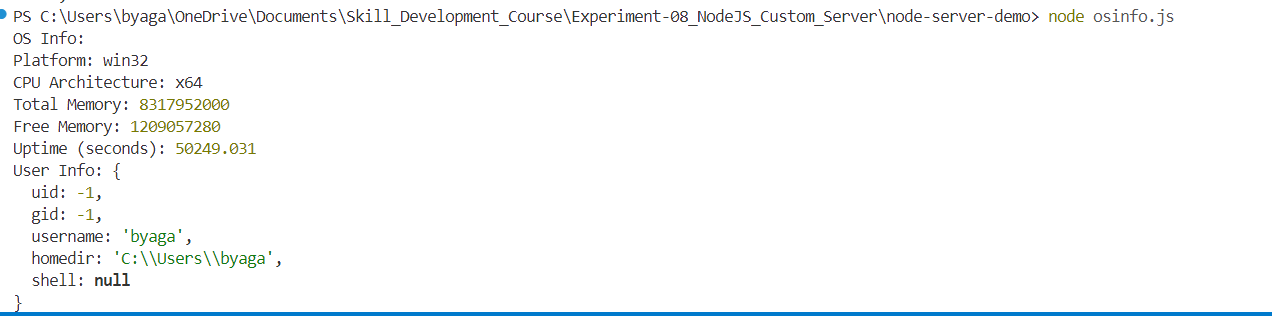 PS C:\Users\byaga\OneDrive\Documents\Skill_Development_Course\Experiment-08_NodeJS_Custom_Server\node-server-demo> node osinfo.js
OS Info:
Platform: win32
CPU Architecture: x64
Total Memory: 8317952000
Free Memory: 1209057280
Uptime (seconds): 50249.031
User Info: {
  uid: -1,
  gid: -1,
  username: 'byaga',
  homedir: 'C:\\Users\\byaga',
  shell: null
}